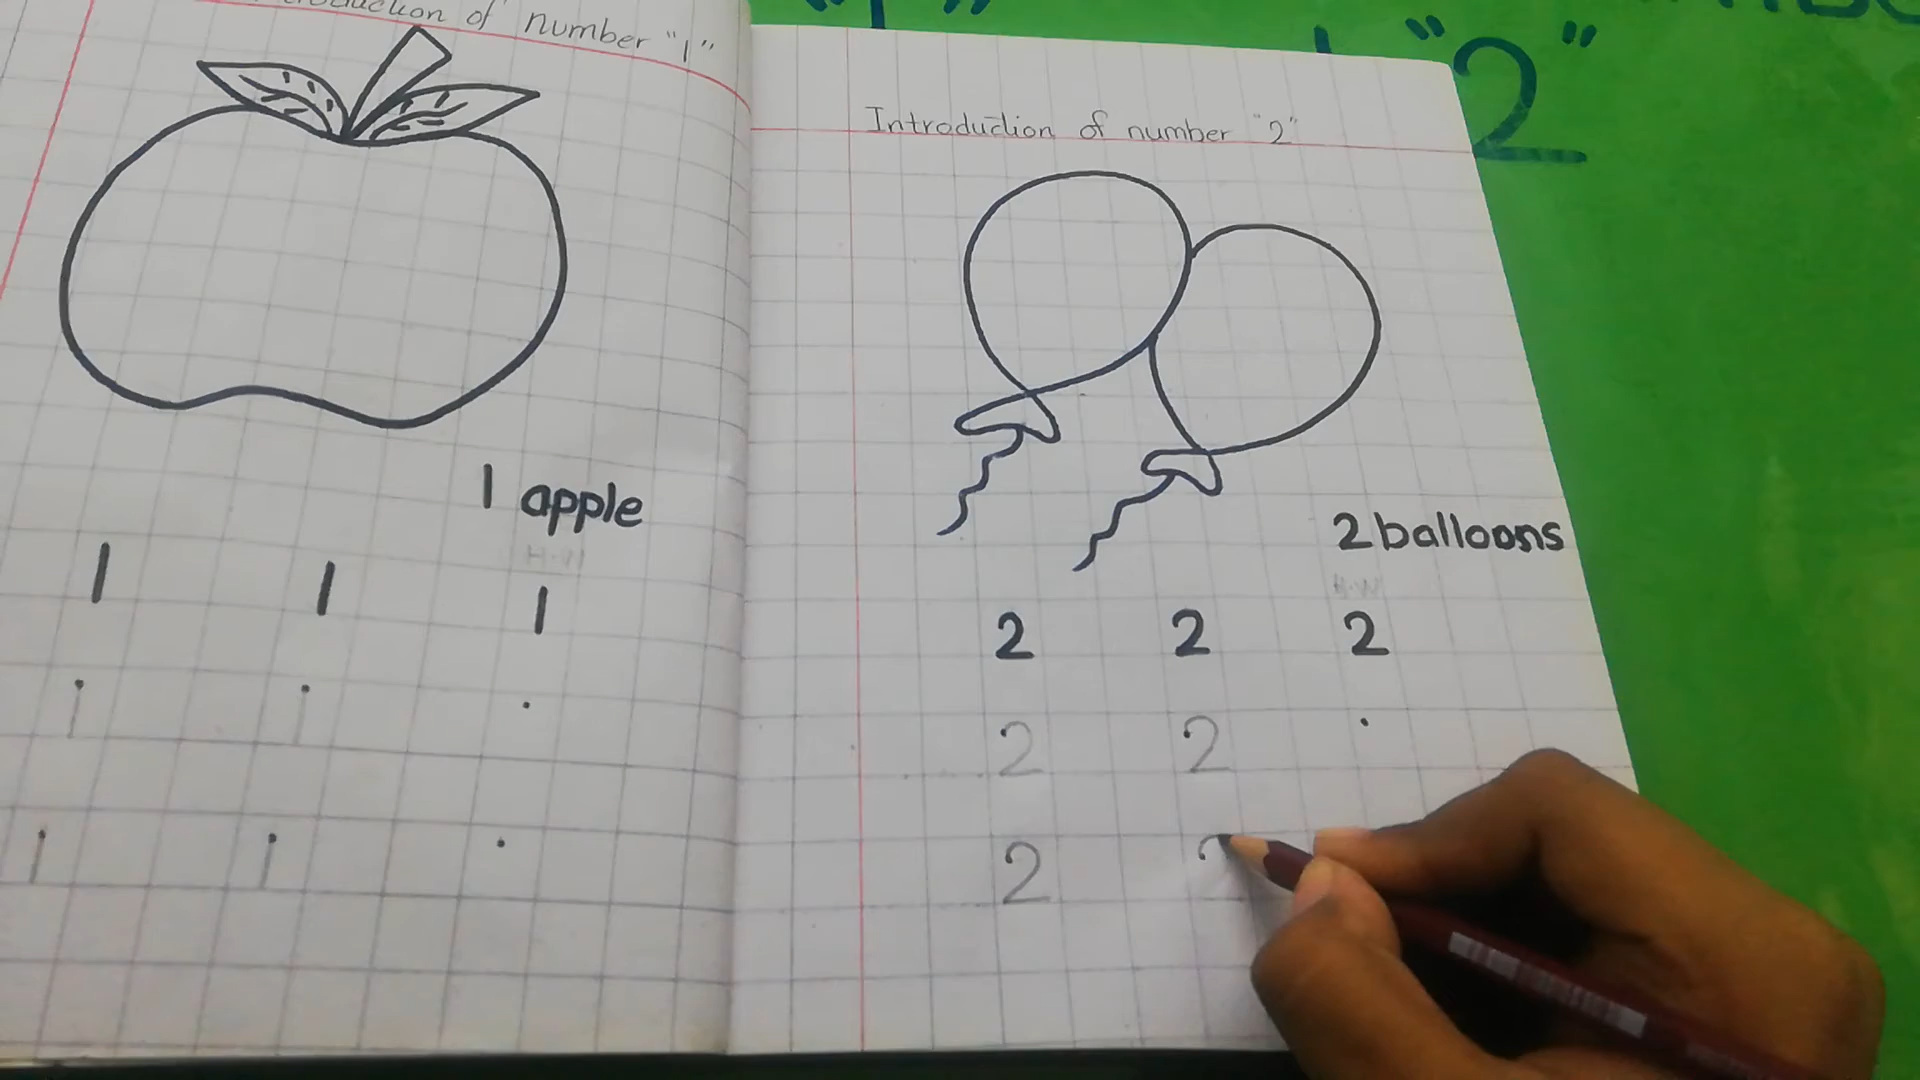 of number "1"
1 apple
H.W
1 1 1
Introduction of number "2"
2 balloons
H.W
2 2 2
2 2
2 2
"2"